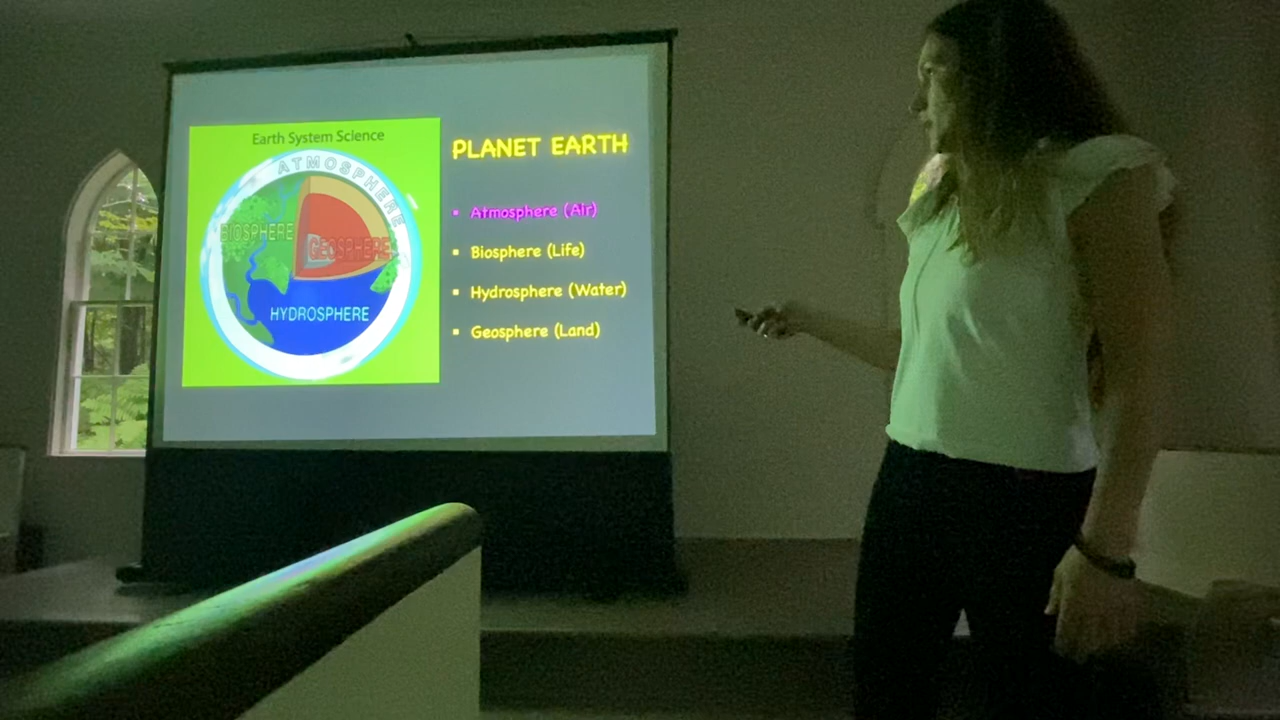 Earth System Science
ATMOSPHERE
BIOSPHERE
GEOSPHERE
HYDROSPHERE
PLANET EARTH
▪ Atmosphere (Air)
▪ Biosphere (Life)
▪ Hydrosphere (Water)
▪ Geosphere (Land)